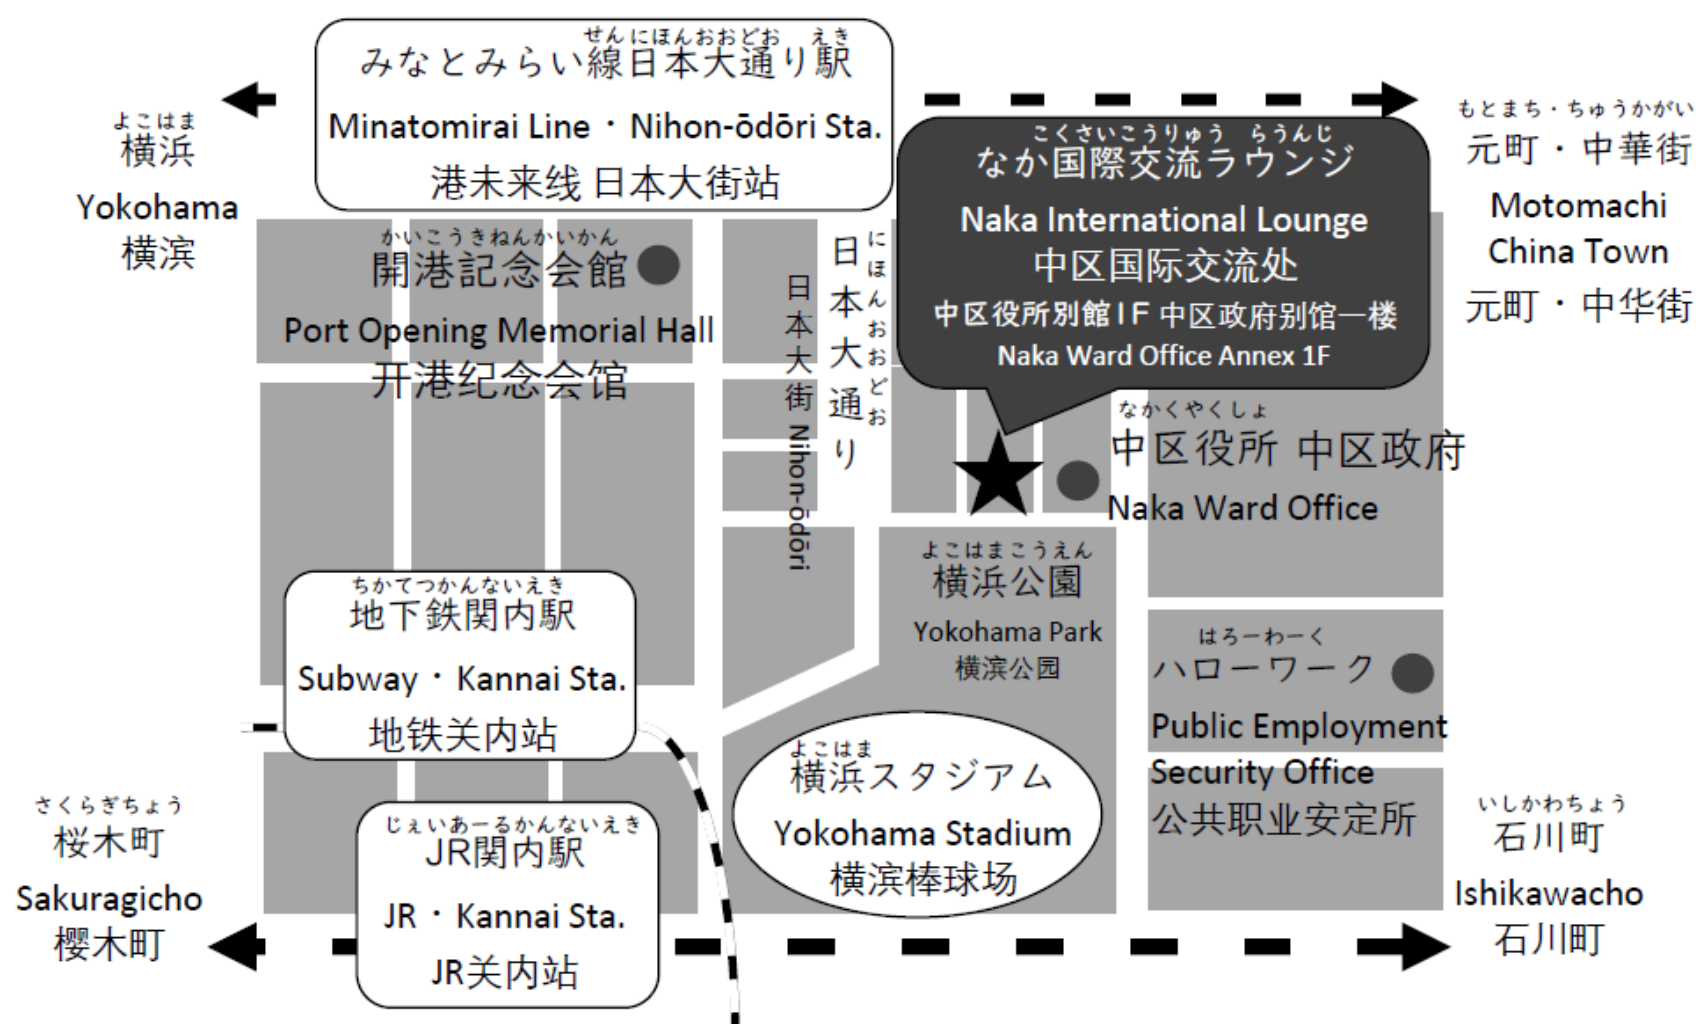 せんにほんおおどお えき
みなとみらい線日本大通り駅
Minatomirai Line・Nihon-ōdōri Sta.
港未来线 日本大街站
よこはま
横浜
Yokohama
横滨
もとまち・ちゅうかがい
元町・中華街
Motomachi
China Town
元町・中华街
こくさいこうりゅう らうんじ
なか国際交流ラウンジ
Naka International Lounge
中区国际交流处
中区役所別館1F 中区政府别馆一楼
Naka Ward Office Annex 1F
かいこうきねんかいかん
開港記念会館
Port Opening Memorial Hall
开港纪念会馆
にほんおおどお
日本大通り
日本大街 Nihon-ōdōri
なかくやくしょ
中区役所 中区政府
Naka Ward Office
よこはまこうえん
横浜公園
Yokohama Park
横滨公园
ちかてつかんないえき
地下鉄関内駅
Subway・Kannai Sta.
地铁关内站
はろーわーく
ハローワーク
Public Employment
Security Office
公共职业安定所
よこはま
横浜スタジアム
Yokohama Stadium
横滨棒球场
さくらぎちょう
桜木町
Sakuragicho
樱木町
じぇいあーるかんないえき
JR関内駅
JR・Kannai Sta.
JR关内站
いしかわちょう
石川町
Ishikawacho
石川町